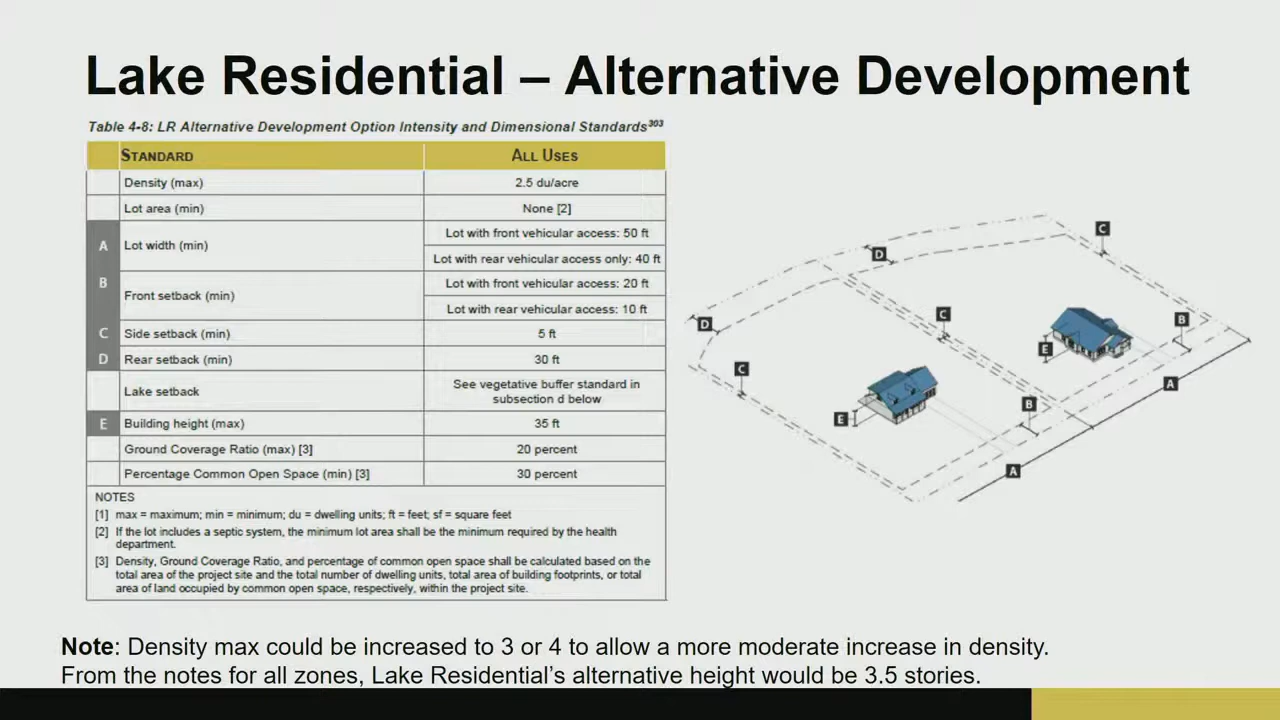 Lake Residential – Alternative Development
Table 4-8: LR Alternative Development Option Intensity and Dimensional Standards303
STANDARD ALL USES
Density (max) 2.5 du/acre
Lot area (min) None [2]
A Lot width (min) Lot with front vehicular access: 50 ft
Lot with rear vehicular access only: 40 ft
B Front setback (min) Lot with front vehicular access: 20 ft
Lot with rear vehicular access: 10 ft
C Side setback (min) 5 ft
D Rear setback (min) 30 ft
Lake setback See vegetative buffer standard in
subsection d below
E Building height (max) 35 ft
Ground Coverage Ratio (max) [3] 20 percent
Percentage Common Open Space (min) [3] 30 percent
NOTES
[1] max = maximum; min = minimum; du = dwelling units; ft = feet; sf = square feet
[2] If the lot includes a septic system, the minimum lot area shall be the minimum required by the health
department.
[3] Density, Ground Coverage Ratio, and percentage of common open space shall be calculated based on the
total area of the project site and the total number of dwelling units, total area of building footprints, or total
area of land occupied by common open space, respectively, within the project site.
C
D
C
B
D
E
C
A
B
E
A
Note: Density max could be increased to 3 or 4 to allow a more moderate increase in density.
From the notes for all zones, Lake Residential's alternative height would be 3.5 stories.